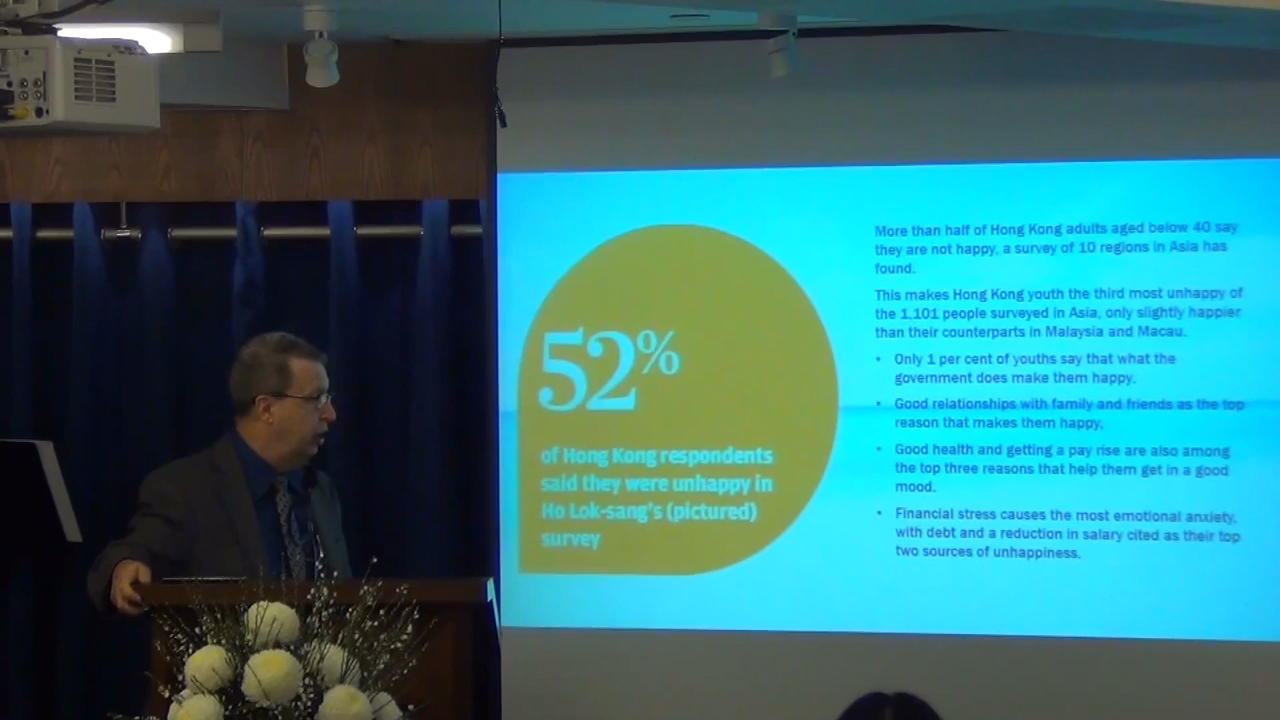 52%
of Hong Kong respondents
said they were unhappy in
Ho Lok-sang's (pictured)
survey
More than half of Hong Kong adults aged below 40 say
they are not happy, a survey of 10 regions in Asia has
found.
This makes Hong Kong youth the third most unhappy of
the 1,101 people surveyed in Asia, only slightly happier
than their counterparts in Malaysia and Macau.
• Only 1 per cent of youths say that what the
government does make them happy.
• Good relationships with family and friends as the top
reason that makes them happy.
• Good health and getting a pay rise are also among
the top three reasons that help them get in a good
mood.
• Financial stress causes the most emotional anxiety,
with debt and a reduction in salary cited as their top
two sources of unhappiness.